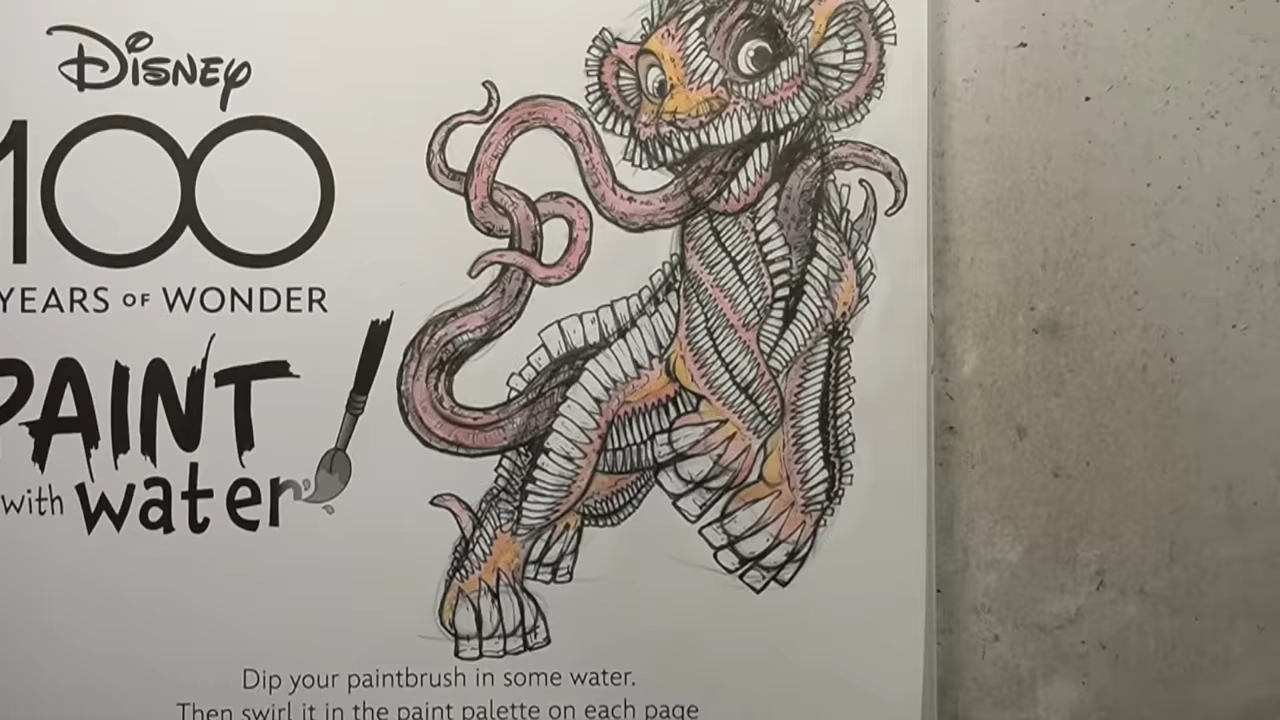 Disney
100
YEARS OF WONDER
PAINT
with water
Dip your paintbrush in some water.
Then swirl it in the paint palette on each page